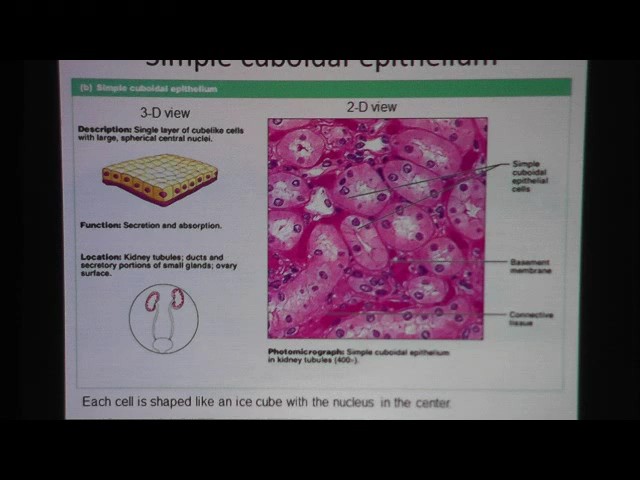 Simple cuboidal epithelium
(b) Simple cuboidal epithelium
3-D view
2-D view
Description: Single layer of cubelike cells
with large, spherical central nuclei.
Function: Secretion and absorption.
Location: Kidney tubules; ducts and
secretory portions of small glands; ovary
surface.
Simple
cuboidal
epithelial
cells
Basement
membrane
Connective
tissue
Photomicrograph: Simple cuboidal epithelium
in kidney tubules (400×).
Each cell is shaped like an ice cube with the nucleus in the center.